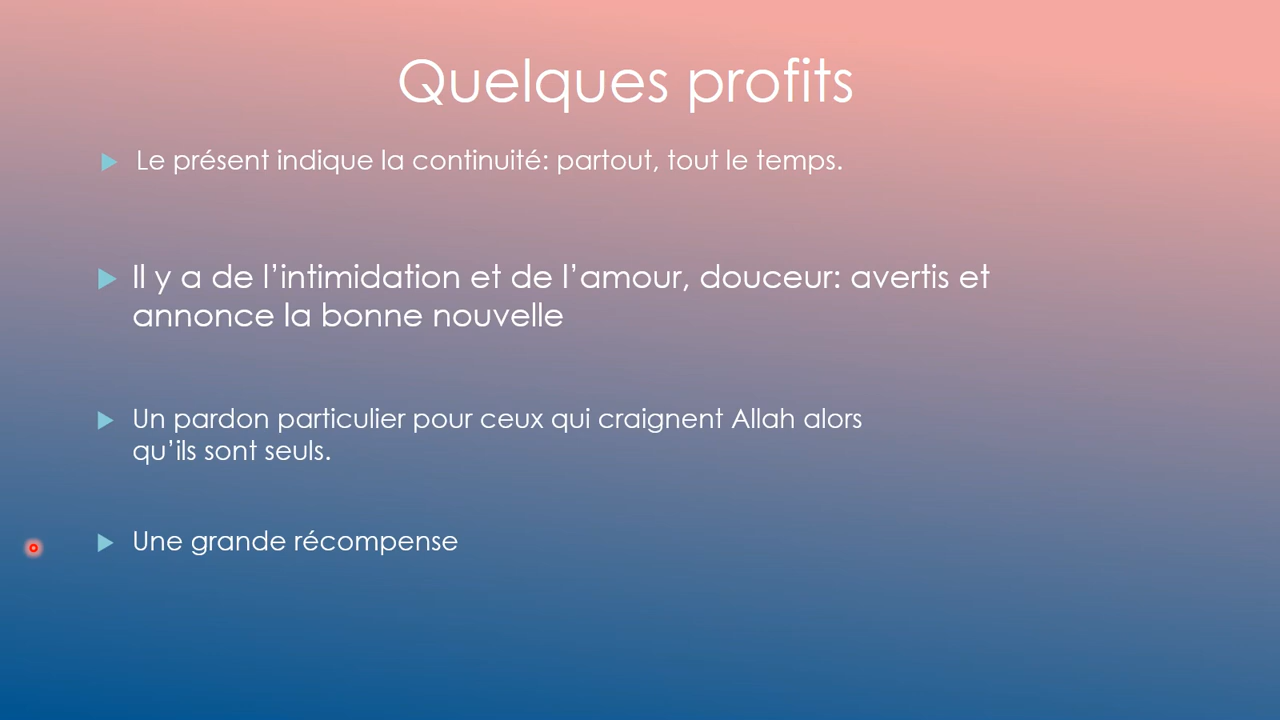 Quelques profits
Le présent indique la continuité: partout, tout le temps.
Il y a de l’intimidation et de l’amour, douceur: avertis et
annonce la bonne nouvelle
Un pardon particulier pour ceux qui craignent Allah alors
qu’ils sont seuls.
Une grande récompense